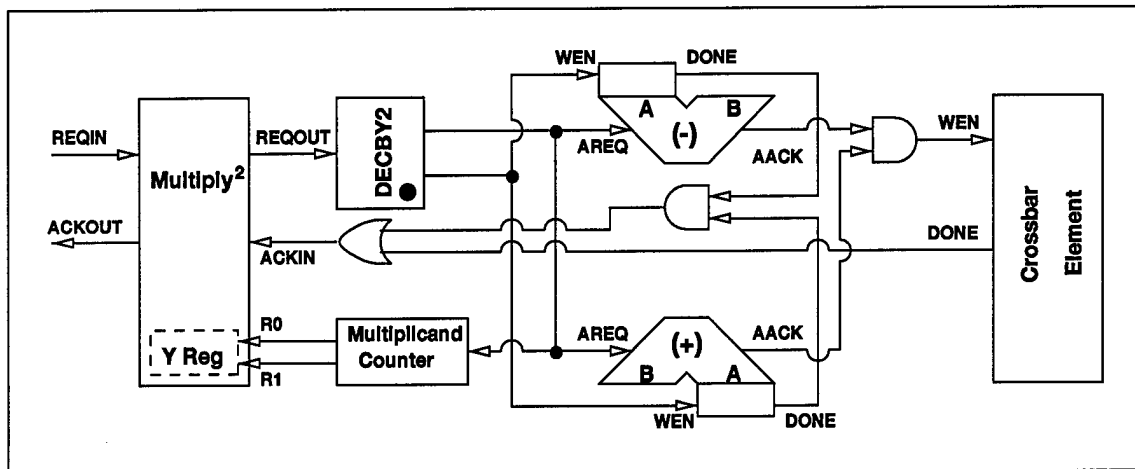 WEN
DONE
A
B
REQIN
REQOUT
DECBY2
AREQ
(-)
AACK
WEN
Multiply²
ACKOUT
ACKIN
DONE
Crossbar
Element
R0
Y Reg
R1
Multiplicand
Counter
AREQ
(+)
AACK
B
A
WEN
DONE